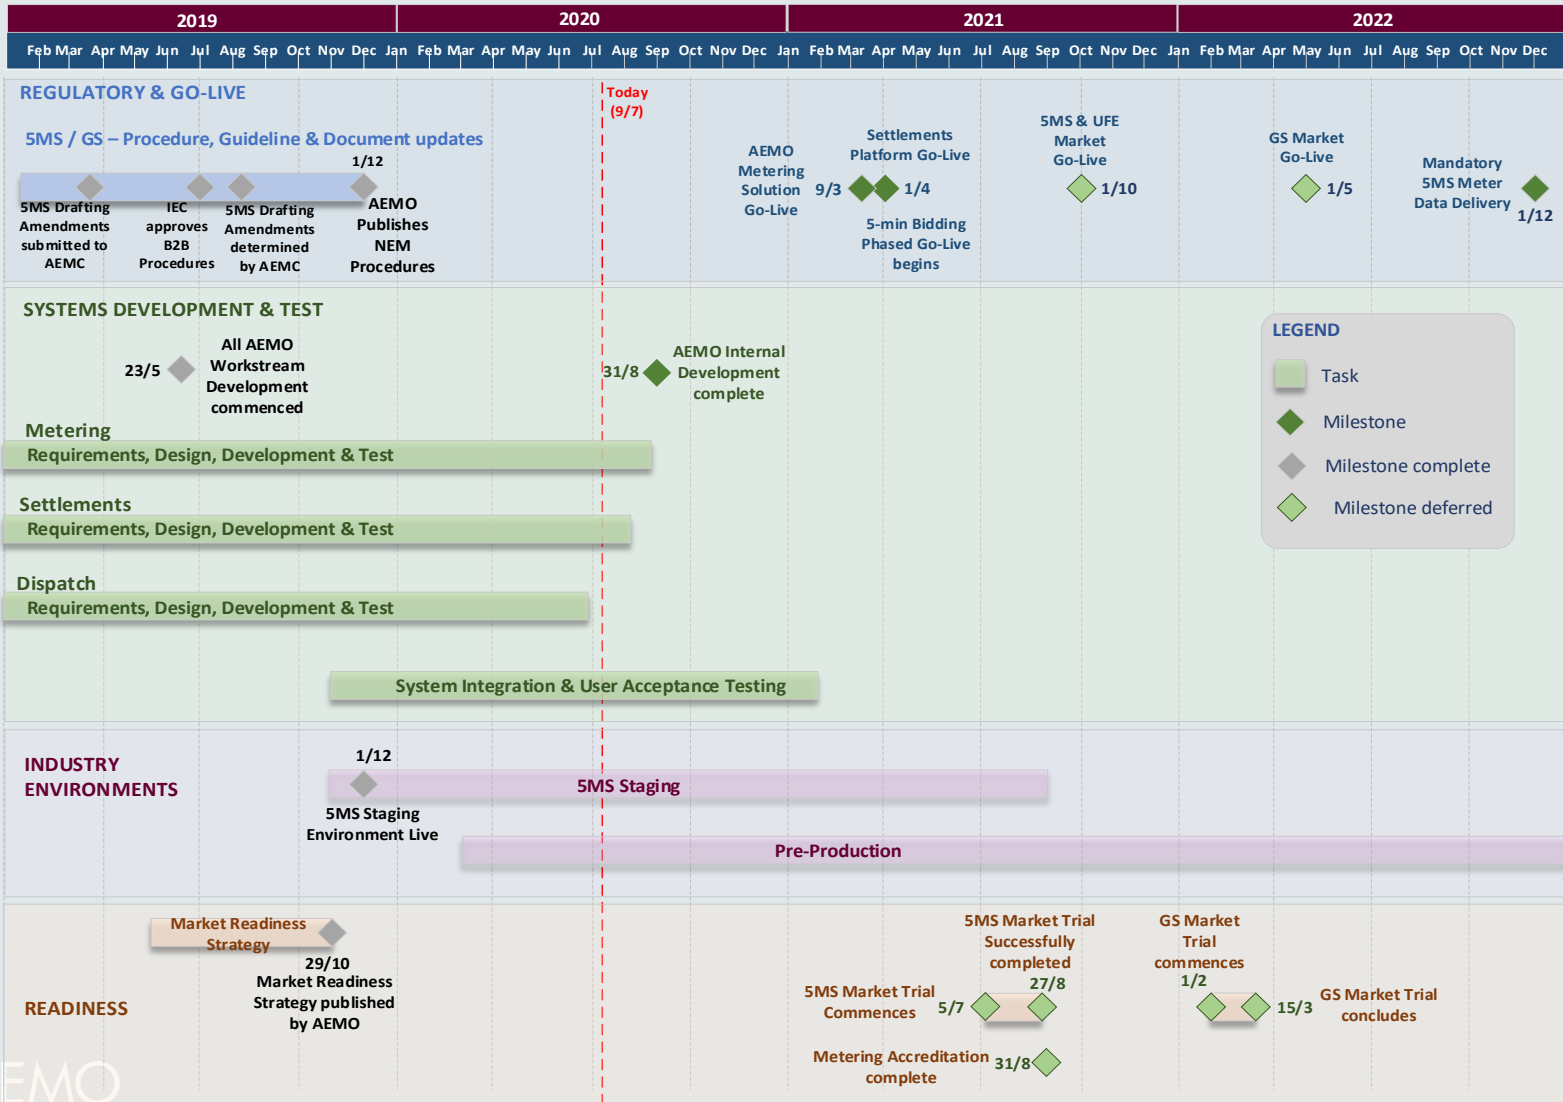 2019
2020
2021
2022
Feb Mar Apr May Jun Jul Aug Sep Oct Nov Dec Jan Feb Mar Apr May Jun Jul Aug Sep Oct Nov Dec Jan Feb Mar Apr May Jun Jul Aug Sep Oct Nov Dec Jan Feb Mar Apr May Jun Jul Aug Sep Oct Nov Dec
REGULATORY & GO-LIVE
Today
(9/7)
5MS / GS – Procedure, Guideline & Document updates
1/12
5MS Drafting
Amendments
submitted to
AEMC
IEC
approves
B2B
Procedures
5MS Drafting
Amendments
determined
by AEMC
AEMO
Publishes
NEM
Procedures
AEMO
Metering
Solution
Go-Live
9/3
Settlements
Platform Go-Live
1/4
5-min Bidding
Phased Go-Live
begins
5MS & UFE
Market
Go-Live
1/10
GS Market
Go-Live
1/5
Mandatory
5MS Meter
Data Delivery
1/12
SYSTEMS DEVELOPMENT & TEST
23/5
All AEMO
Workstream
Development
commenced
31/8
AEMO Internal
Development
complete
LEGEND
Task
Milestone
Milestone complete
Milestone deferred
Metering
Requirements, Design, Development & Test
Settlements
Requirements, Design, Development & Test
Dispatch
Requirements, Design, Development & Test
System Integration & User Acceptance Testing
INDUSTRY
ENVIRONMENTS
1/12
5MS Staging
5MS Staging
Environment Live
Pre-Production
READINESS
Market Readiness
Strategy
29/10
Market Readiness
Strategy published
by AEMO
5MS Market Trial
Commences
5/7
5MS Market Trial
Successfully
completed
27/8
GS Market
Trial
commences
1/2
15/3
GS Market Trial
concludes
Metering Accreditation
complete
31/8
EMO